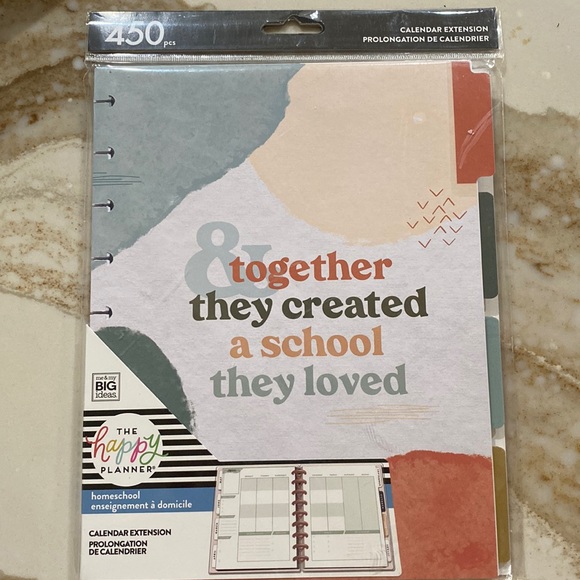 450 pcs
CALENDAR EXTENSION
PROLONGATION DE CALENDRIER
& together
they created
a school
they loved
me & my
BIG
ideas.
THE
happy
PLANNER®
homeschool
enseignement à domicile
CALENDAR EXTENSION
PROLONGATION
DE CALENDRIER